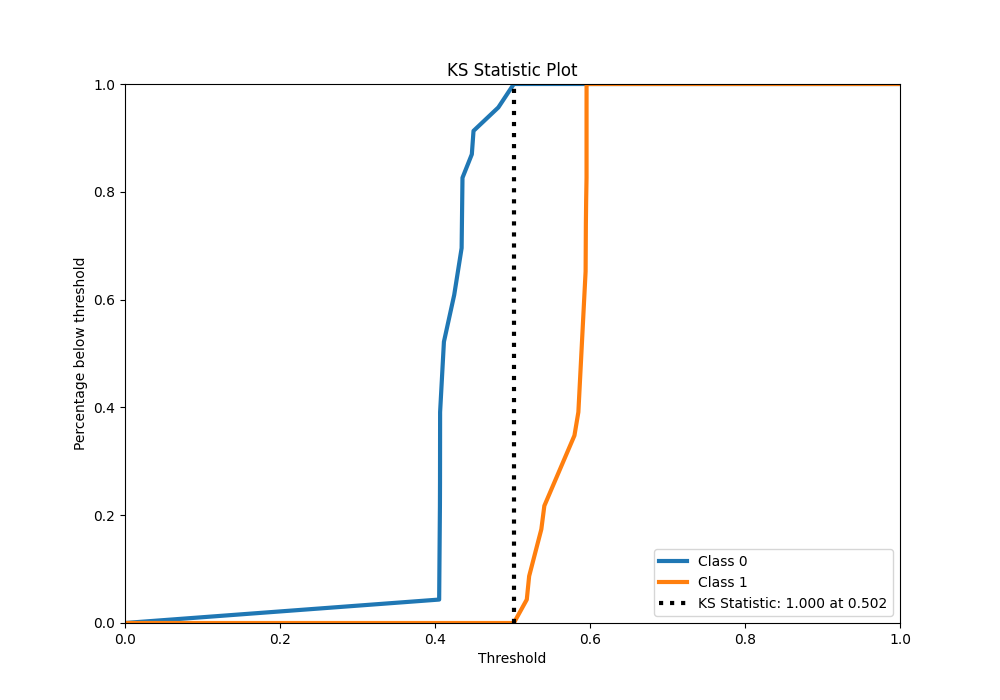 KS Statistic Plot
1.0
0.8
0.6
0.4
0.2
0.0
Percentage below threshold
0.0 0.2 0.4 0.6 0.8 1.0
Threshold
Class 0
Class 1
KS Statistic: 1.000 at 0.502